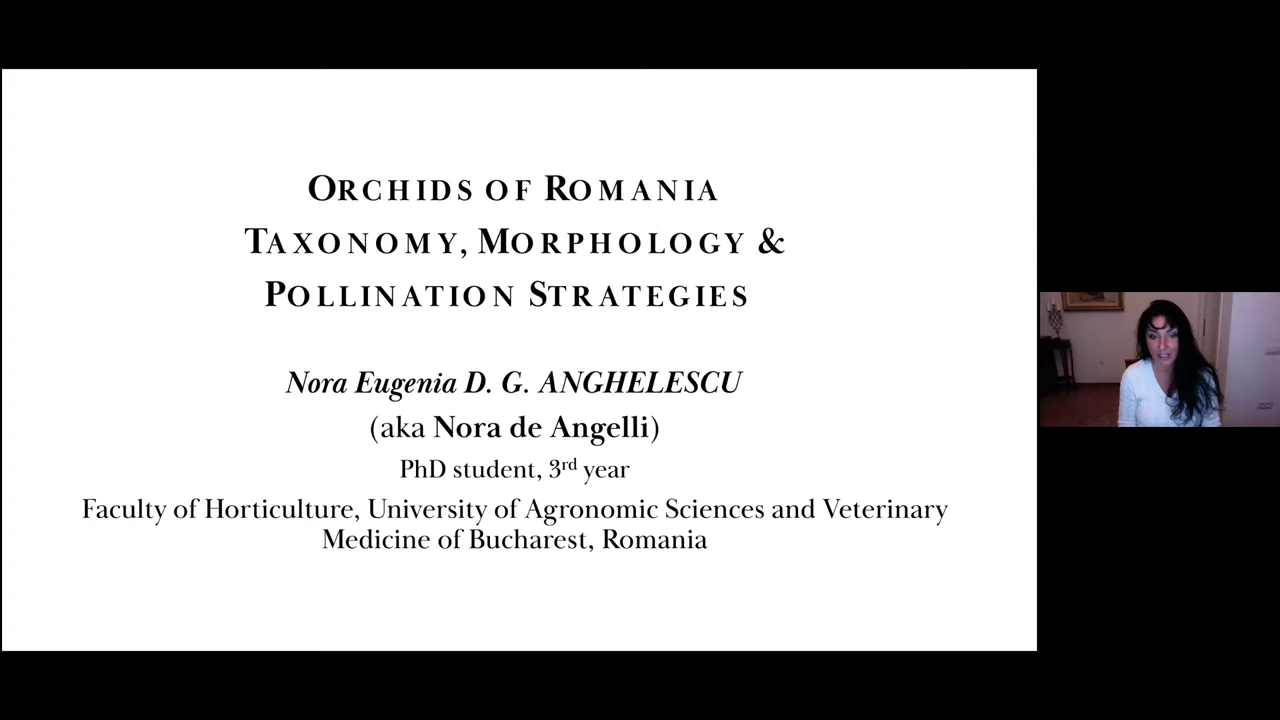 ORCHIDS OF ROMANIA
TAXONOMY, MORPHOLOGY &
POLLINATION STRATEGIES
Nora Eugenia D. G. ANGHELESCU
(aka Nora de Angelli)
PhD student, 3rd year
Faculty of Horticulture, University of Agronomic Sciences and Veterinary
Medicine of Bucharest, Romania